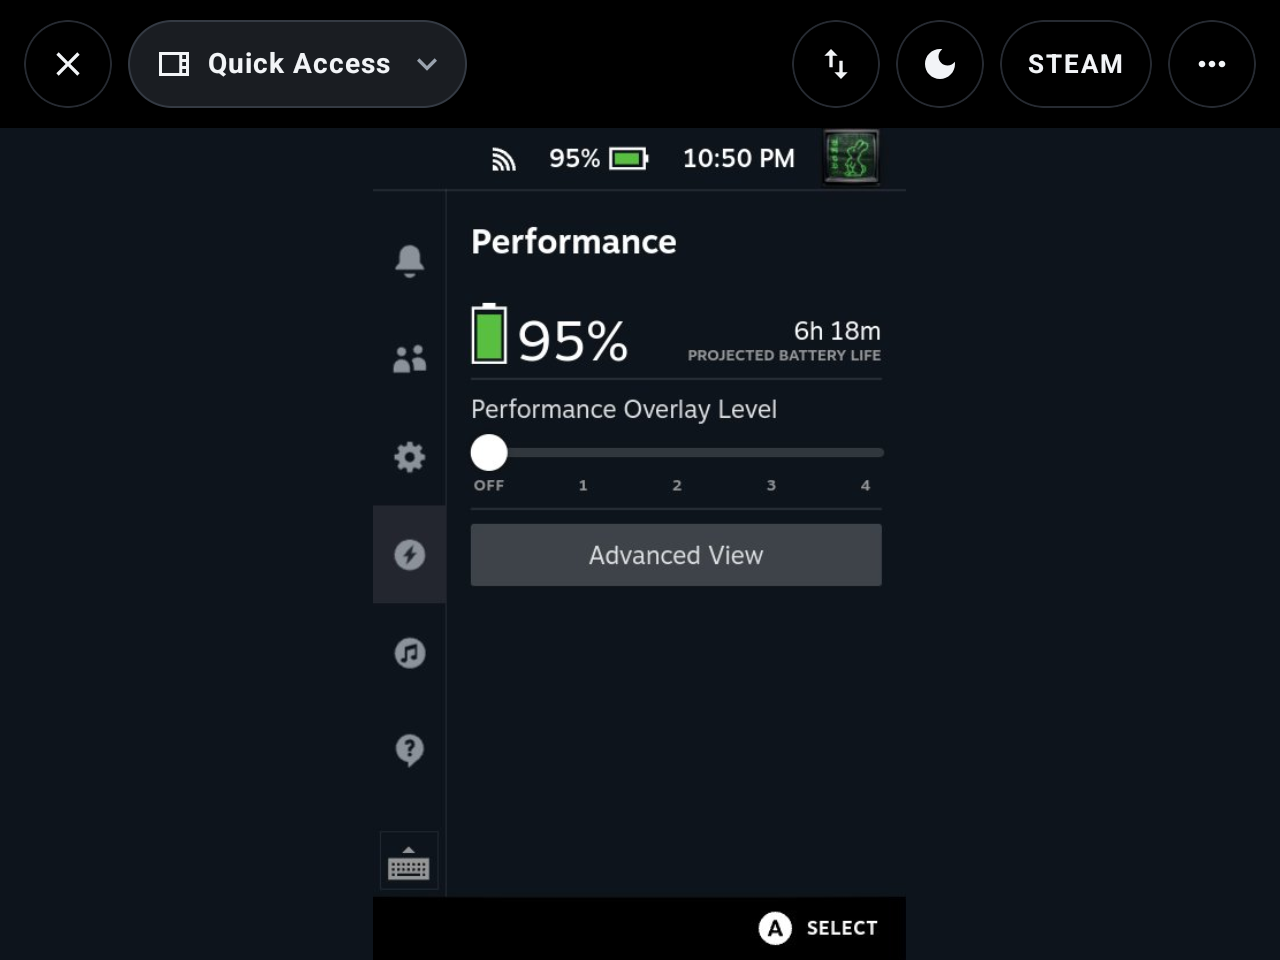 Quick Access
STEAM
95%
10:50 PM
Performance
95%
6h 18m
PROJECTED BATTERY LIFE
Performance Overlay Level
OFF 1 2 3 4
Advanced View
A SELECT